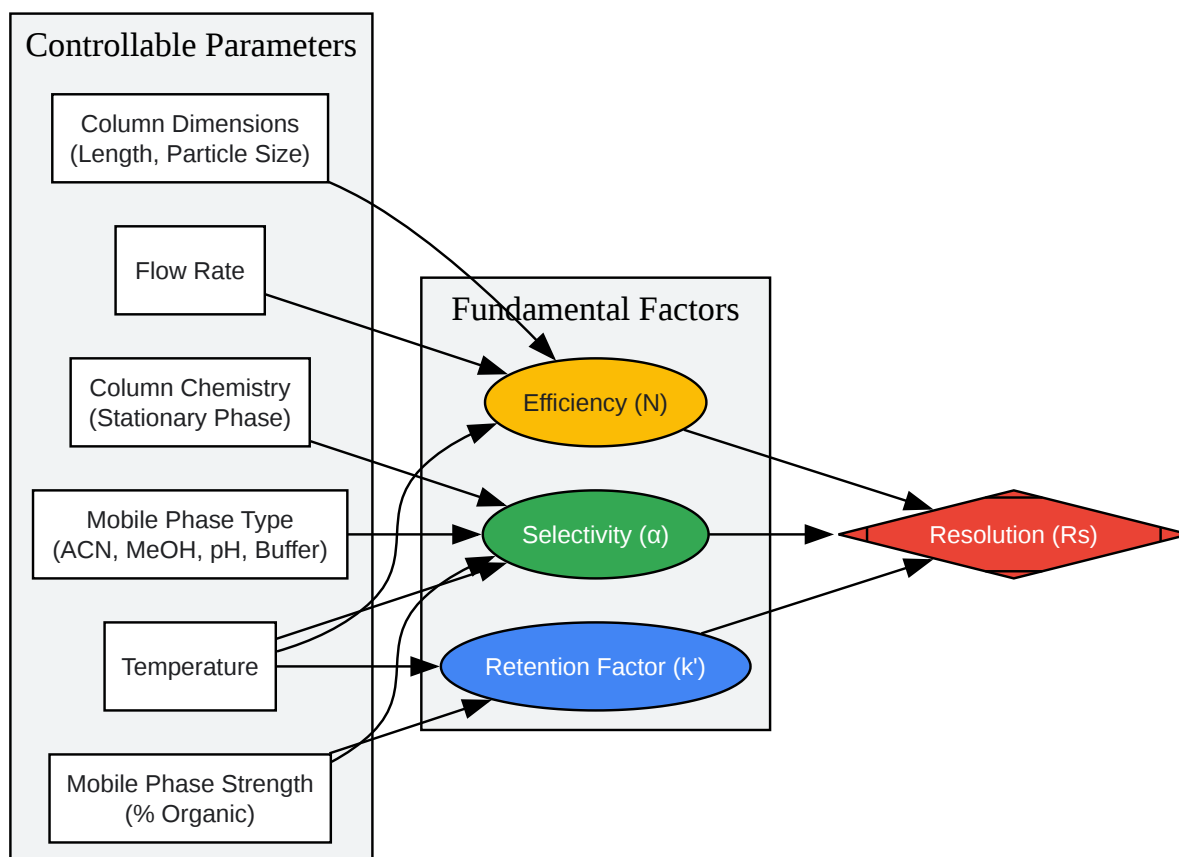 Controllable Parameters
Column Dimensions
(Length, Particle Size)
Flow Rate
Column Chemistry
(Stationary Phase)
Mobile Phase Type
(ACN, MeOH, pH, Buffer)
Temperature
Mobile Phase Strength
(% Organic)
Fundamental Factors
Efficiency (N)
Selectivity (α)
Retention Factor (k')
Resolution (Rs)